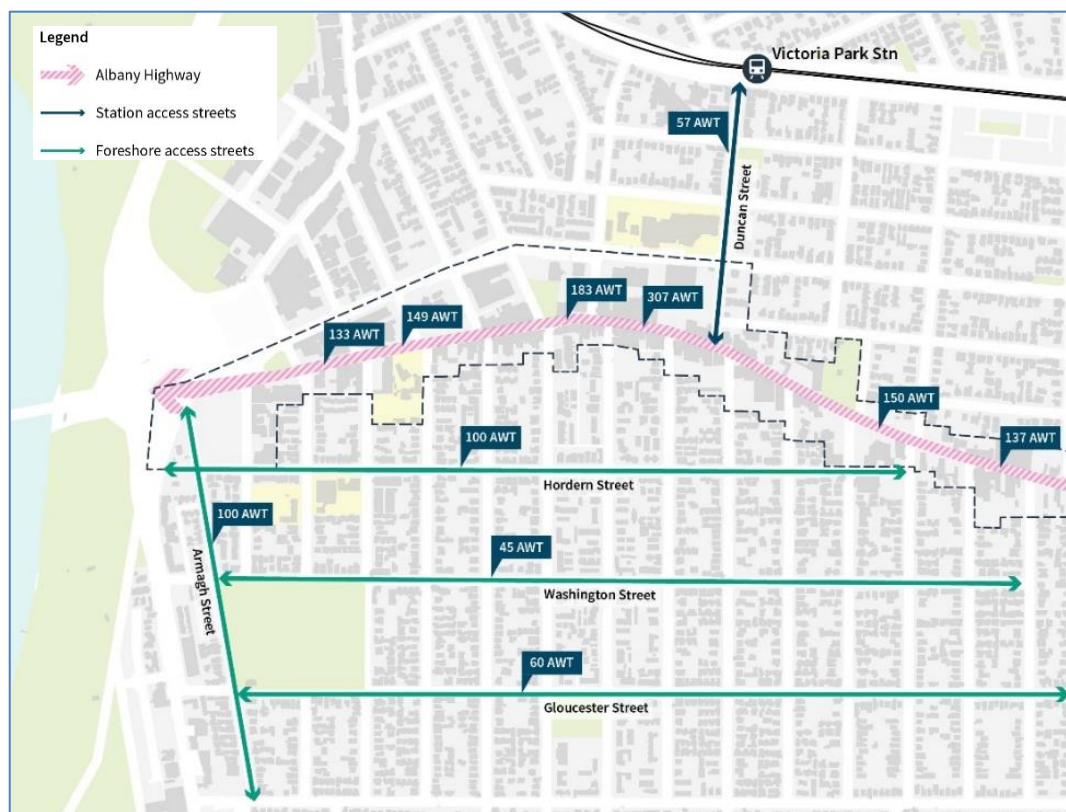 Legend
Albany Highway
Station access streets
Foreshore access streets
Victoria Park Stn
57 AWT
Duncan Street
183 AWT
307 AWT
133 AWT
149 AWT
150 AWT
137 AWT
100 AWT
Hordern Street
100 AWT
Armagh Street
45 AWT
Washington Street
60 AWT
Gloucester Street